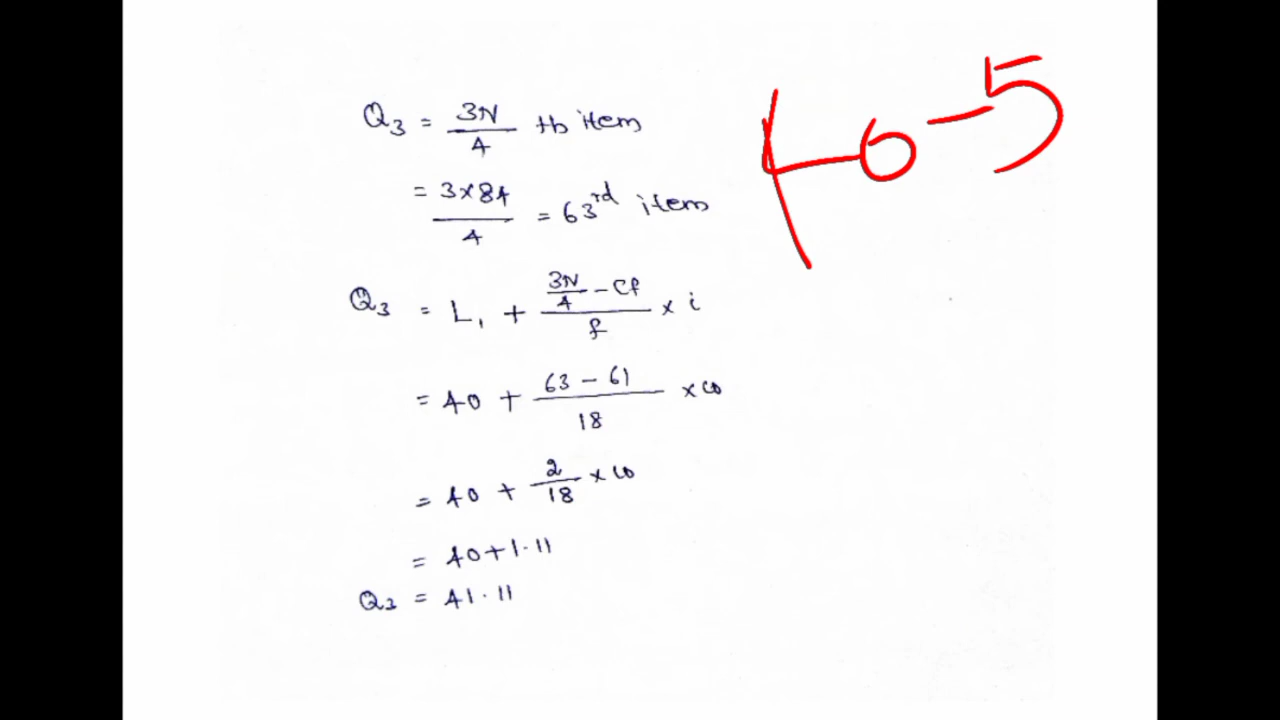 Q3 = 3N/4 th item
= 3×84/4 = 63rd item
Q3 = L1 + (3N/4 - Cf)/f × i
= 40 + (63 - 61)/18 × 10
= 40 + 2/18 × 10
= 40+1.11
Q3 = 41.11
40-5